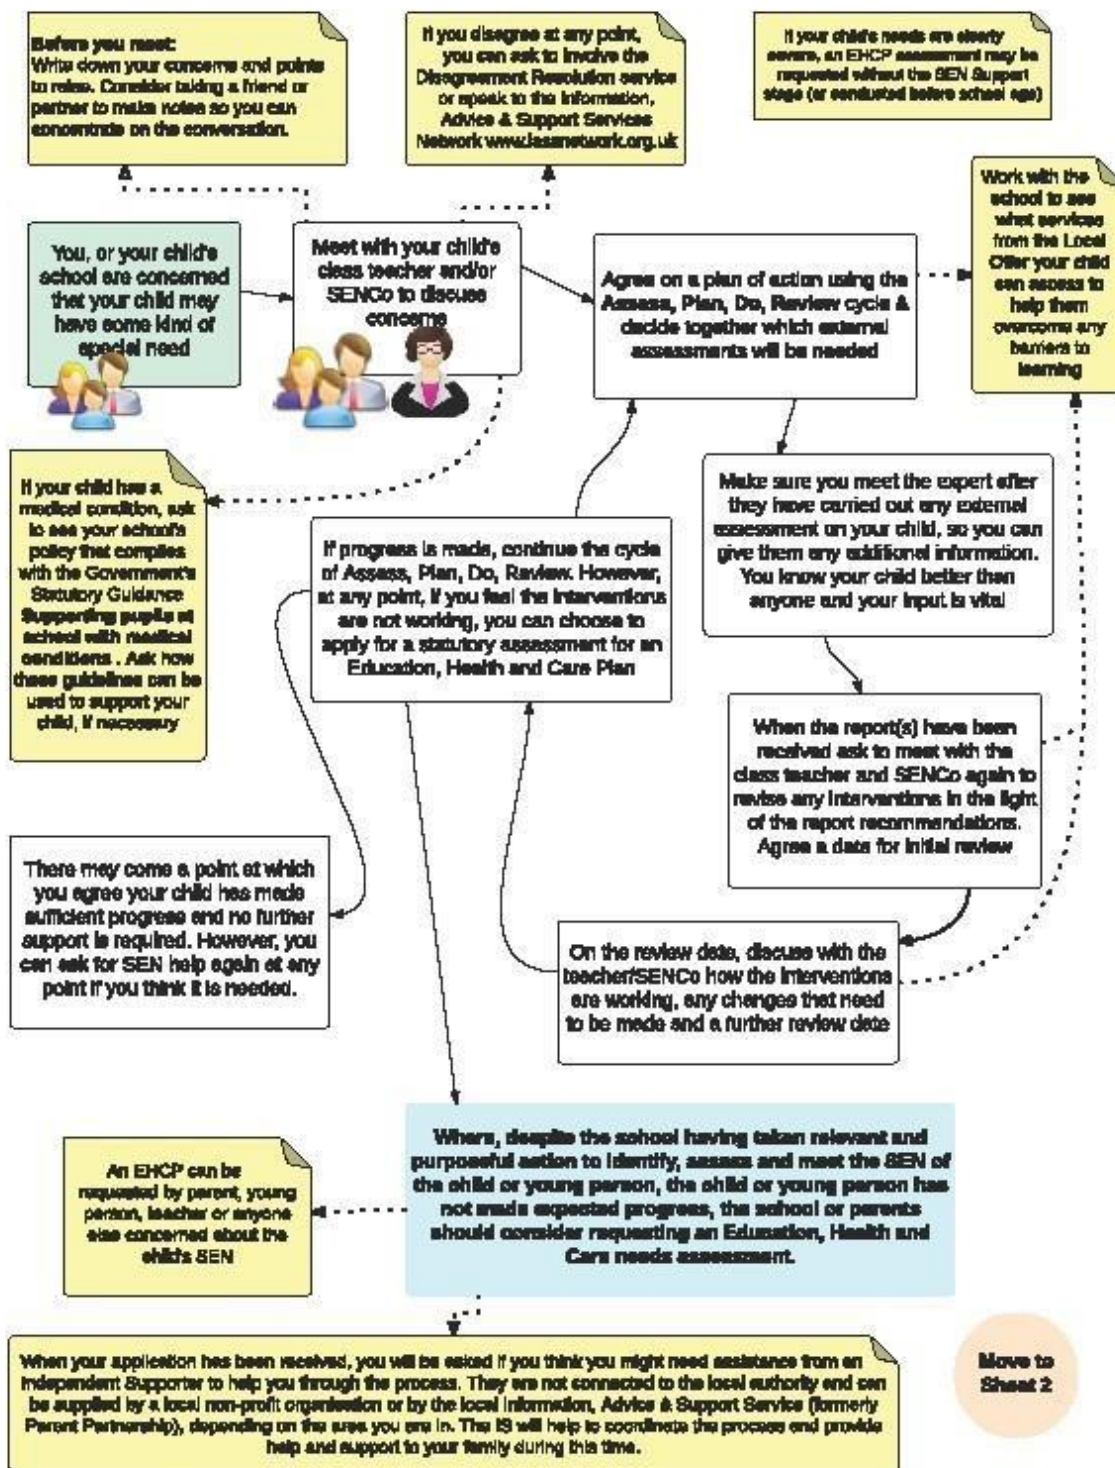 Before you meet:
Write down your concerns and points
to raise. Consider taking a friend or
partner to make notes so you can
concentrate on the conversation.
If you disagree at any point,
you can ask to involve the
Disagreement Resolution service
or speak to the Information,
Advice & Support Services
Network www.iassnetwork.org.uk
If your child's needs are clearly
severe, an EHCP assessment may be
requested without the SEN Support
stage (or conducted before school age)
Work with the
school to see
what services
from the Local
Offer your child
can access to
help them
overcome any
barriers to
learning
You, or your child's
school are concerned
that your child may
have some kind of
special need
Meet with your child's
class teacher and/or
SENCo to discuss
concerns
Agree on a plan of action using the
Assess, Plan, Do, Review cycle &
decide together which external
assessments will be needed
If your child has a
medical condition, ask
to see your school's
policy that complies
with the Government's
Statutory Guidance
Supporting pupils at
school with medical
conditions . Ask how
these guidelines can be
used to support your
child, if necessary
If progress is made, continue the cycle
of Assess, Plan, Do, Review. However,
at any point, if you feel the interventions
are not working, you can choose to
apply for a statutory assessment for an
Education, Health and Care Plan
Make sure you meet the expert after
they have carried out any external
assessment on your child, so you can
give them any additional information.
You know your child better than
anyone and your input is vital
When the report(s) have been
received ask to meet with the
class teacher and SENCo again to
revise any interventions in the light
of the report recommendations.
Agree a date for initial review
There may come a point at which
you agree your child has made
sufficient progress and no further
support is required. However, you
can ask for SEN help again at any
point if you think it is needed.
On the review date, discuss with the
teacher/SENCo how the interventions
are working, any changes that need
to be made and a further review date
Where, despite the school having taken relevant and
purposeful action to identify, assess and meet the SEN of
the child or young person, the child or young person has
not made expected progress, the school or parents
should consider requesting an Education, Health and
Care needs assessment.
An EHCP can be
requested by parent, young
person, teacher or anyone
else concerned about the
child's SEN
When your application has been received, you will be asked if you think you might need assistance from an
Independent Supporter to help you through the process. They are not connected to the local authority and can
be supplied by a local non-profit organisation or by the local Information, Advice & Support Service (formerly
Parent Partnership), depending on the area you are in. The IS will help to coordinate the process and provide
help and support to your family during this time.
Move to
Sheet 2